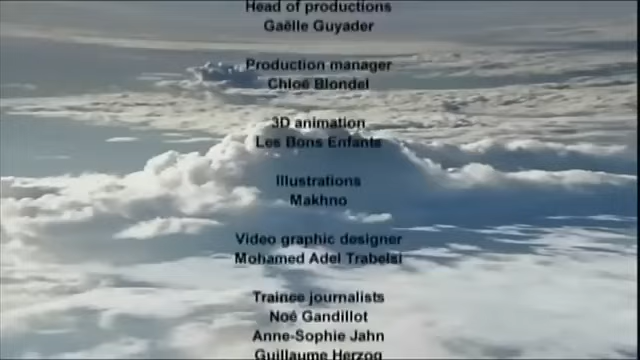 Head of productions
Gaëlle Guyader
Production manager
Chloé Blondel
3D animation
Les Bons Enfants
Illustrations
Makhno
Video graphic designer
Mohamed Adel Trabelsi
Trainee journalists
Noé Gandillot
Anne-Sophie Jahn
Guillaume Herzog